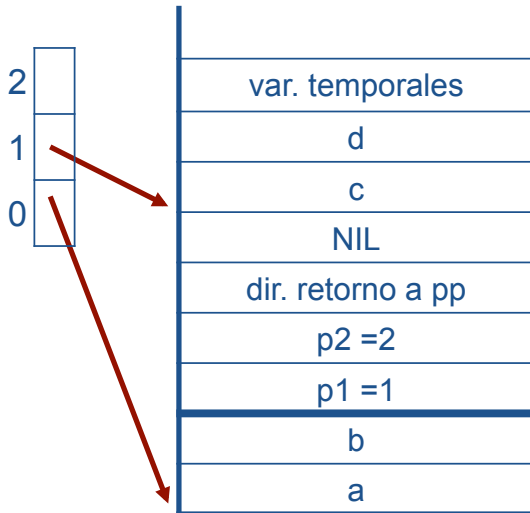 2
1
0
var. temporales
d
c
NIL
dir. retorno a pp
p2 =2
p1 =1
b
a